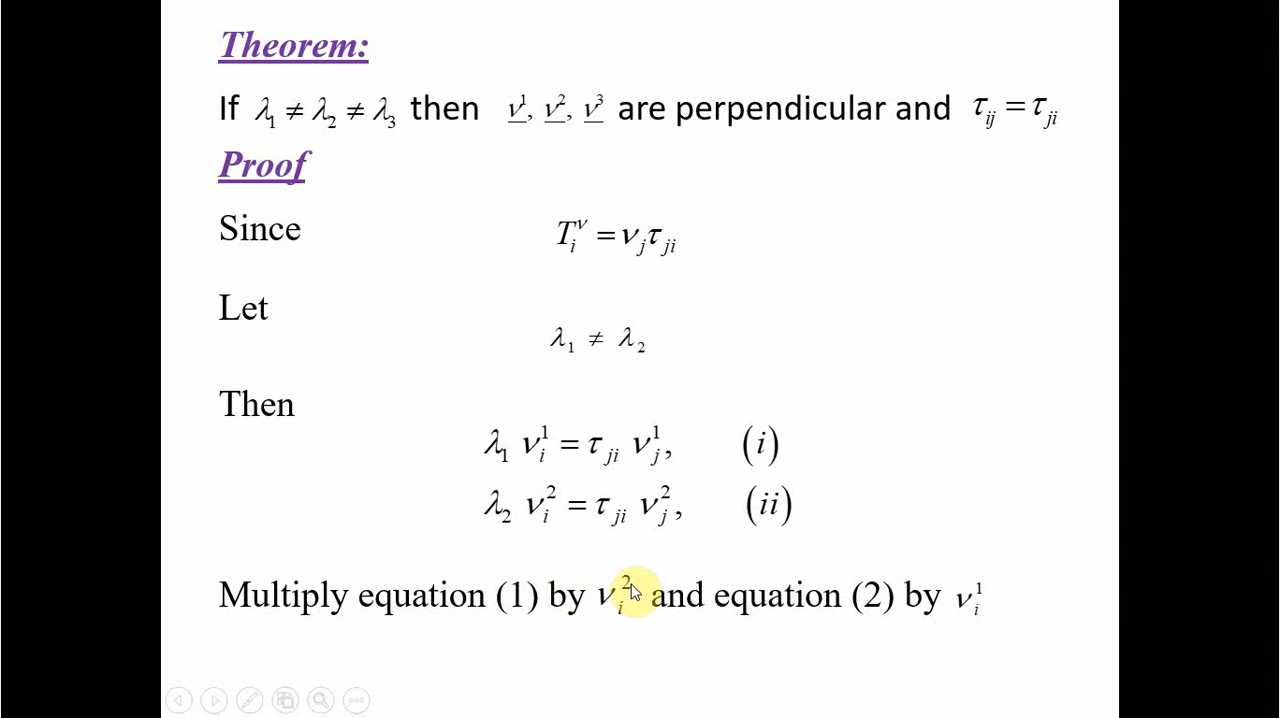 Theorem:
If λ₁ ≠ λ₂ ≠ λ₃ then ν¹, ν², ν³ are perpendicular and τᵢⱼ = τⱼᵢ
Proof
Since Tᵢ^ν = νⱼτⱼᵢ
Let
λ₁ ≠ λ₂
Then
λ₁ νᵢ¹ = τⱼᵢ νⱼ¹, (i)
λ₂ νᵢ² = τⱼᵢ νⱼ², (ii)
Multiply equation (1) by νᵢ² and equation (2) by νᵢ¹